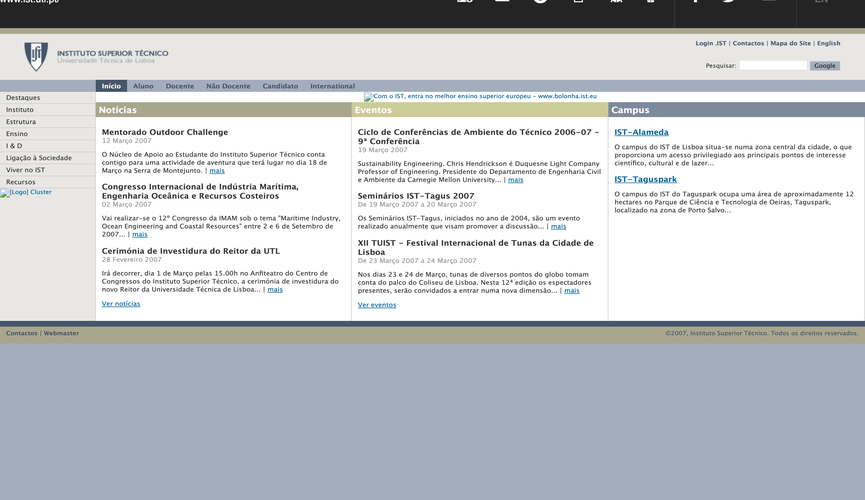 www.ist.utl.pt
EN
INSTITUTO SUPERIOR TÉCNICO
Universidade Técnica de Lisboa
Login .IST | Contactos | Mapa do Site | English
Pesquisar:
Google
Início Aluno Docente Não Docente Candidato International
Destaques
Instituto
Estrutura
Ensino
I & D
Ligação à Sociedade
Viver no IST
Recursos
[Logo] Cluster
Com o IST, entra no melhor ensino superior europeu - www.bolonha.ist.eu
Notícias
Mentorado Outdoor Challenge
12 Março 2007
O Núcleo de Apoio ao Estudante do Instituto Superior Técnico conta
contigo para uma actividade de aventura que terá lugar no dia 18 de
Março na Serra de Montejunto. | mais
Congresso Internacional de Indústria Marítima,
Engenharia Oceânica e Recursos Costeiros
02 Março 2007
Vai realizar-se o 12º Congresso da IMAM sob o tema "Maritime Industry,
Ocean Engineering and Coastal Resources" entre 2 e 6 de Setembro de
2007... | mais
Cerimónia de Investidura do Reitor da UTL
28 Fevereiro 2007
Irá decorrer, dia 1 de Março pelas 15.00h no Anfiteatro do Centro de
Congressos do Instituto Superior Técnico, a cerimónia de investidura do
novo Reitor da Universidade Técnica de Lisboa... | mais
Ver notícias
Eventos
Ciclo de Conferências de Ambiente do Técnico 2006-07 -
9ª Conferência
19 Março 2007
Sustainability Engineering. Chris Hendrickson é Duquesne Light Company
Professor of Engineering. Presidente do Departamento de Engenharia Civil
e Ambiente da Carnegie Mellon University... | mais
Seminários IST-Tagus 2007
De 19 Março 2007 a 20 Março 2007
Os Seminários IST-Tagus, iniciados no ano de 2004, são um evento
realizado anualmente que visam promover a discussão... | mais
XII TUIST - Festival Internacional de Tunas da Cidade de
Lisboa
De 23 Março 2007 a 24 Março 2007
Nos dias 23 e 24 de Março, tunas de diversos pontos do globo tomam
conta do palco do Coliseu de Lisboa. Nesta 12ª edição os espectadores
presentes, serão convidados a entrar numa nova dimensão... | mais
Ver eventos
Campus
IST-Alameda
O campus do IST de Lisboa situa-se numa zona central da cidade, o que
proporciona um acesso privilegiado aos principais pontos de interesse
científico, cultural e de lazer...
IST-Taguspark
O campus do IST do Taguspark ocupa uma área de aproximadamente 12
hectares no Parque de Ciência e Tecnologia de Oeiras, Taguspark,
localizado na zona do Porto Salvo...
Contactos | Webmaster
©2007, Instituto Superior Técnico. Todos os direitos reservados.